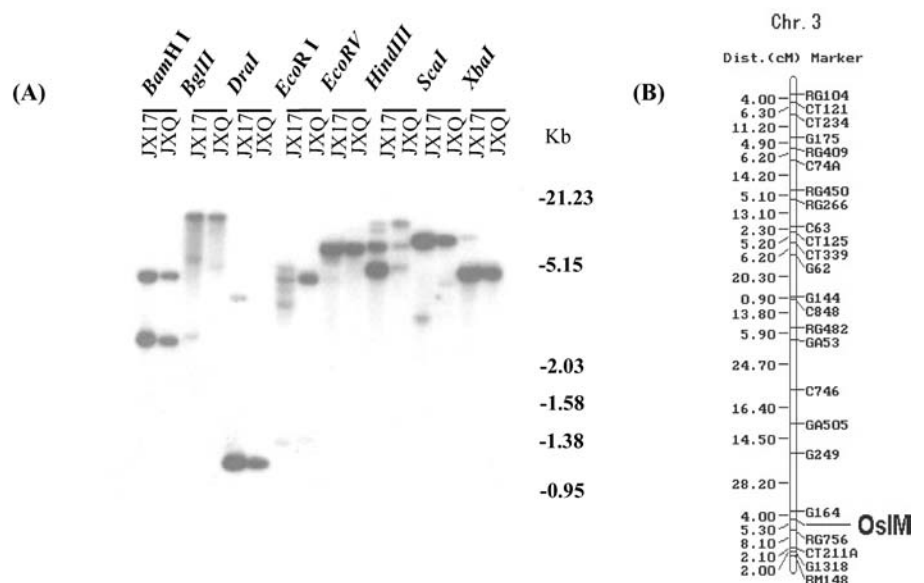 (A)
BamH I BglII DraI EcoR I EcoRV HindIII ScaI XbaI
JX17 JXQ JX17 JXQ JX17 JXQ JX17 JXQ JX17 JXQ JX17 JXQ JX17 JXQ JX17 JXQ
Kb
-21.23
-5.15
-2.03
-1.58
-1.38
-0.95
(B)
Chr. 3
Dist.(cM) Marker
RG104
4.00
CT121
6.30
CT234
11.20
G175
4.90
RG409
6.20
C74A
14.20
RG450
5.10
RG266
13.10
C63
2.30
CT125
5.20
CT339
6.20
G62
20.30
G144
0.90
C848
13.80
RG482
5.90
GA53
24.70
C746
16.40
GA505
14.50
G249
28.20
G164
4.00
OsIM
5.30
RG756
8.10
CT211A
2.10
G1318
2.00
RM148